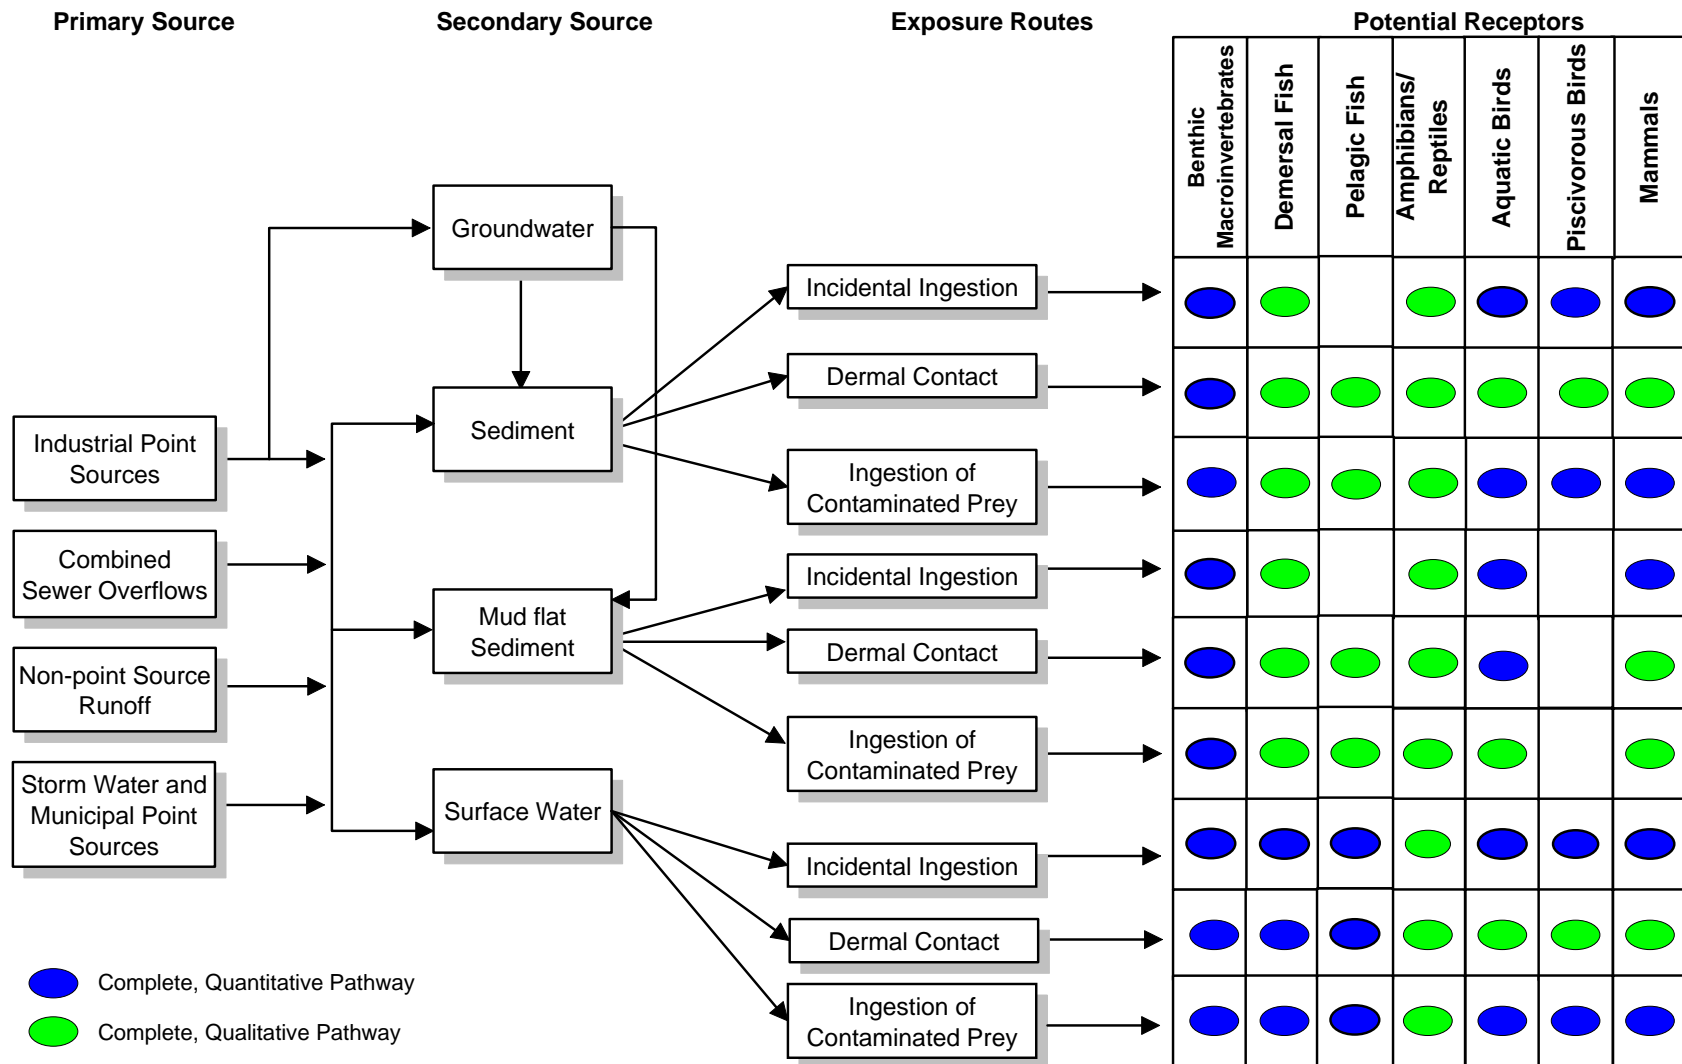 Primary Source
Secondary Source
Exposure Routes
Potential Receptors
Benthic
Macroinvertebrates
Demersal Fish
Pelagic Fish
Amphibians/
Reptiles
Aquatic Birds
Piscivorous Birds
Mammals
Industrial Point
Sources
Combined
Sewer Overflows
Non-point Source
Runoff
Storm Water and
Municipal Point
Sources
Groundwater
Sediment
Mud flat
Sediment
Surface Water
Incidental Ingestion
Dermal Contact
Ingestion of
Contaminated Prey
Incidental Ingestion
Dermal Contact
Ingestion of
Contaminated Prey
Incidental Ingestion
Dermal Contact
Ingestion of
Contaminated Prey
Complete, Quantitative Pathway
Complete, Qualitative Pathway